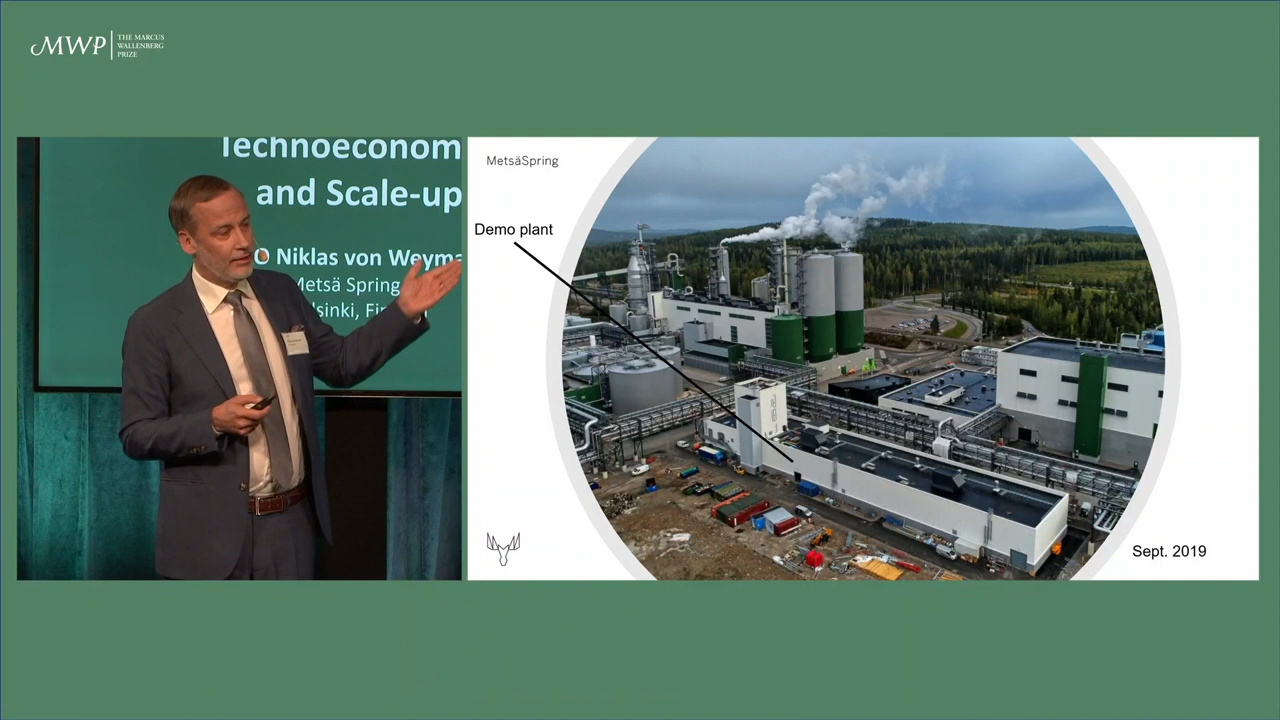 MWP
THE MARCUS
WALLENBERG
PRIZE
Technoeconom
and Scale-up
O Niklas von Weyma
Metsä Spring
lsinki, Fin
MetsäSpring
Demo plant
Sept. 2019